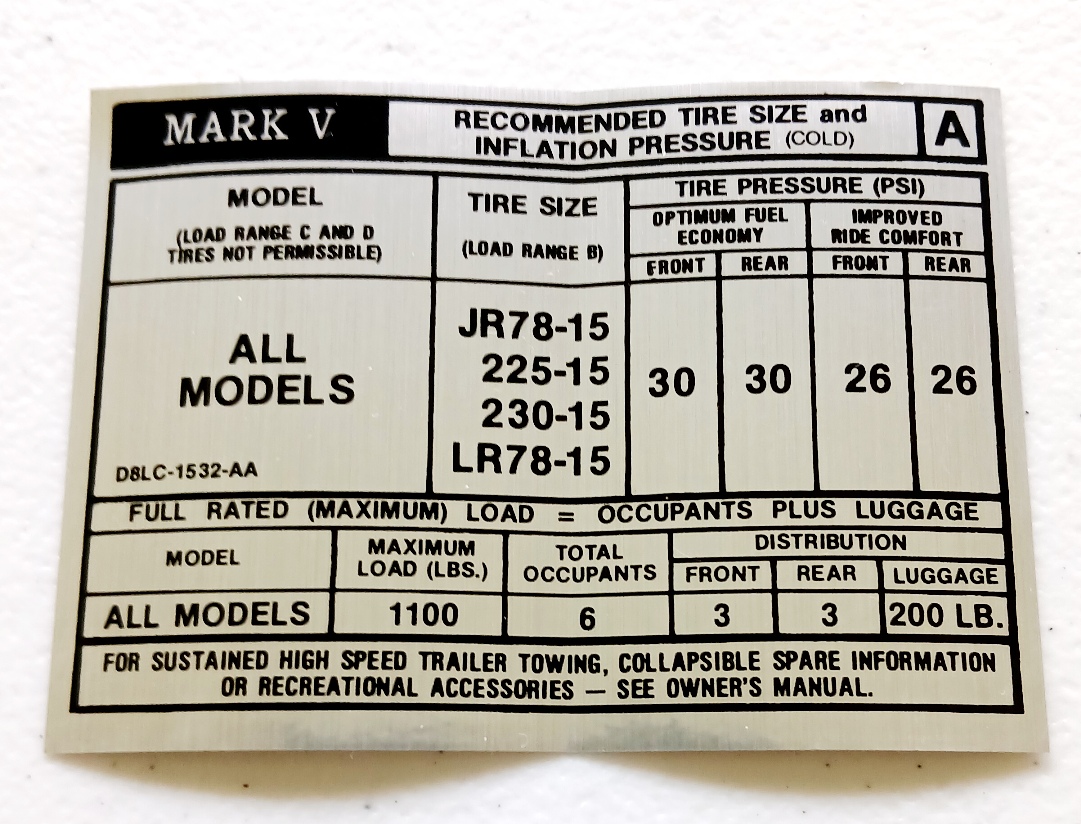 MARK V
RECOMMENDED TIRE SIZE and
INFLATION PRESSURE (COLD)
A
MODEL
(LOAD RANGE C AND D
TIRES NOT PERMISSIBLE)
TIRE SIZE
(LOAD RANGE B)
TIRE PRESSURE (PSI)
OPTIMUM FUEL
ECONOMY
IMPROVED
RIDE COMFORT
FRONT
REAR
FRONT
REAR
ALL
MODELS
D8LC-1532-AA
JR78-15
225-15
230-15
LR78-15
30
30
26
26
FULL RATED (MAXIMUM) LOAD = OCCUPANTS PLUS LUGGAGE
MODEL
MAXIMUM
LOAD (LBS.)
TOTAL
OCCUPANTS
DISTRIBUTION
FRONT
REAR
LUGGAGE
ALL MODELS
1100
6
3
3
200 LB.
FOR SUSTAINED HIGH SPEED TRAILER TOWING, COLLAPSIBLE SPARE INFORMATION
OR RECREATIONAL ACCESSORIES — SEE OWNER'S MANUAL.